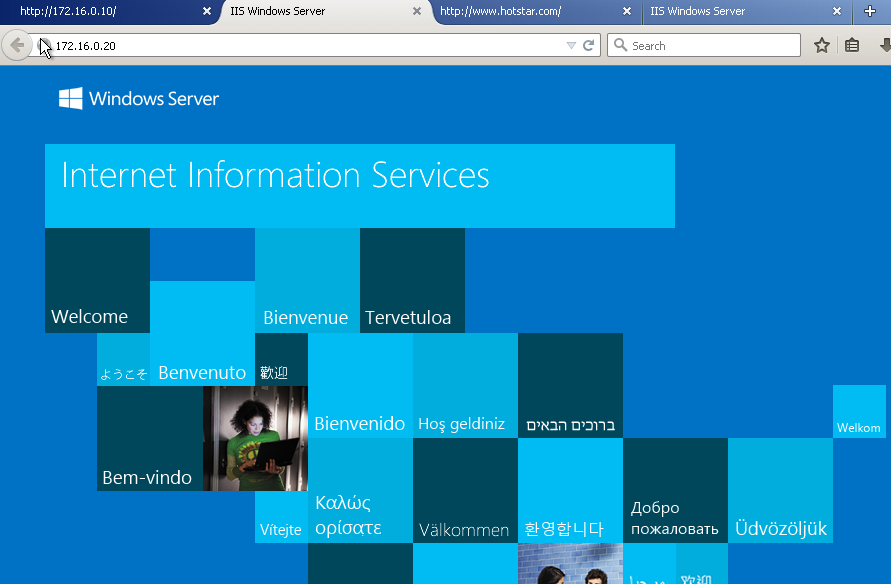 http://172.16.0.10/
IIS Windows Server
http://www.hotstar.com/
IIS Windows Server
172.16.0.20
Search
Windows Server
Internet Information Services
Welcome
Bienvenue
Tervetuloa
ようこそ
Benvenuto
歡迎
Bienvenido
Hoş geldiniz
ברוכים הבאים
Welkom
Bem-vindo
Vítejte
Καλώς
ορίσατε
Välkommen
환영합니다
Добро
пожаловать
Üdvözöljük
欢迎